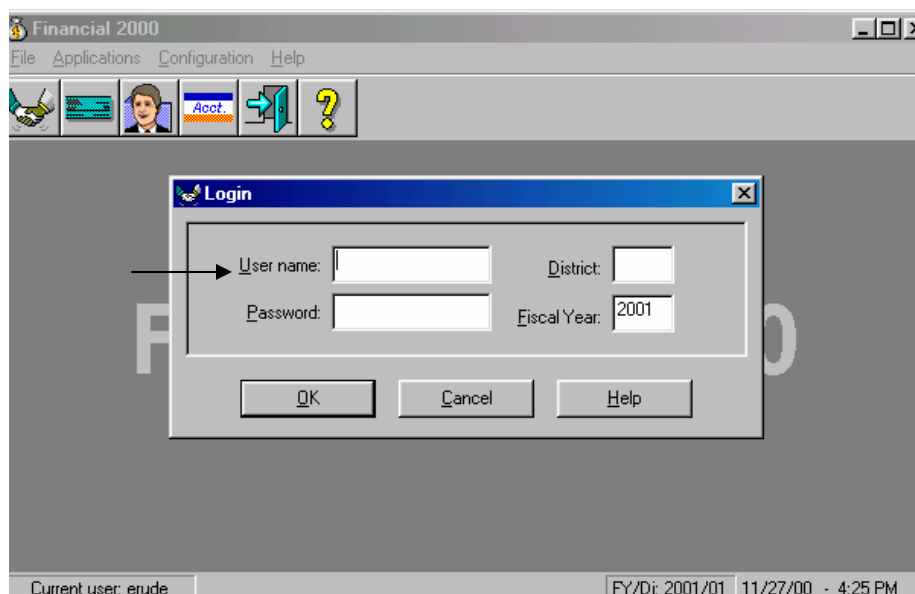 Financial 2000
File Applications Configuration Help
Acct.
Login
User name: District:
Password: Fiscal Year: 2001
F 0
OK Cancel Help
Current user: erude FY/Di: 2001/01 11/27/00 - 4:25 PM